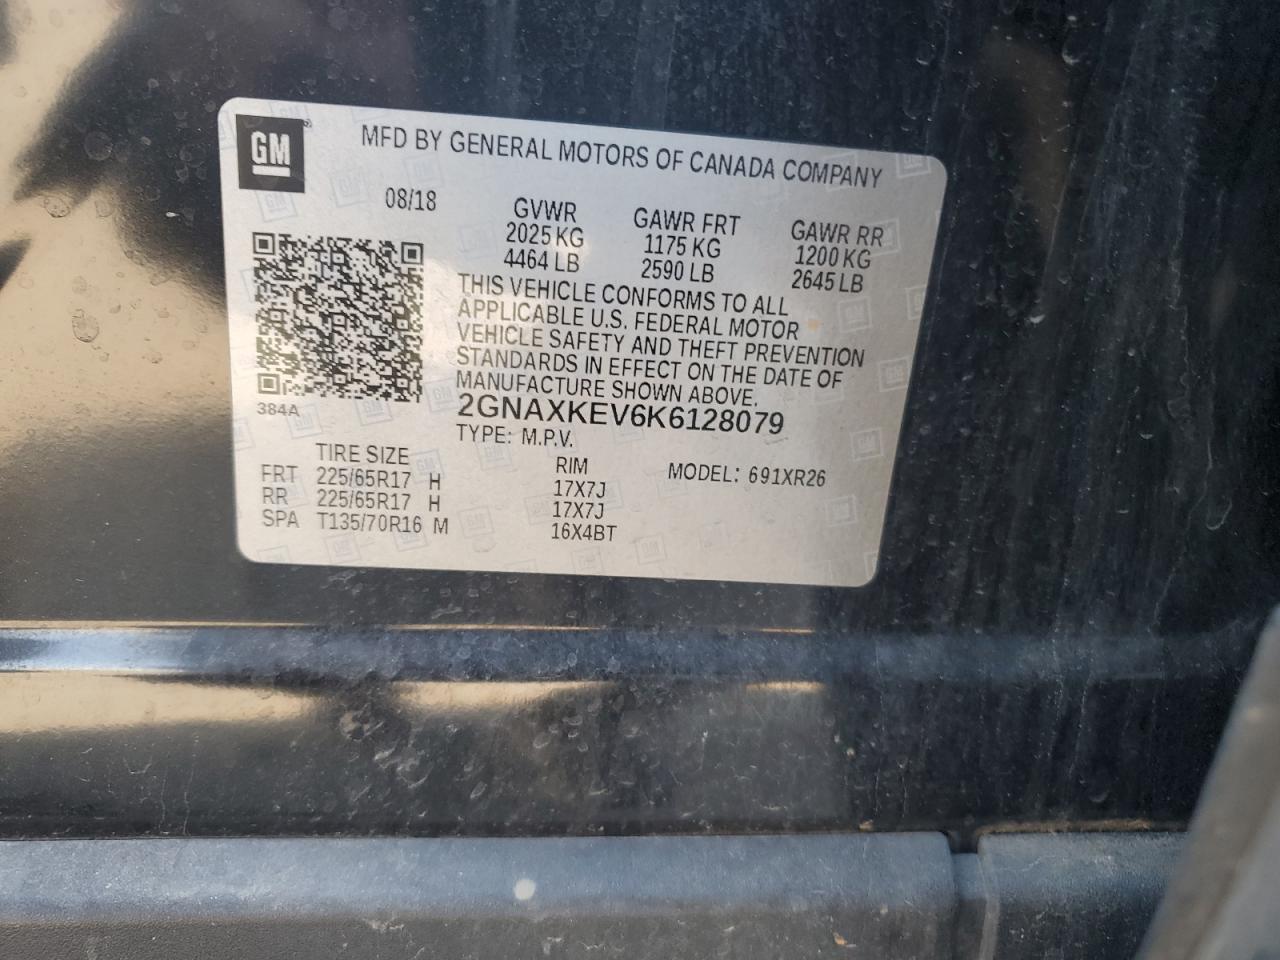 GM
MFD BY GENERAL MOTORS OF CANADA COMPANY
08/18
GVWR GAWR FRT GAWR RR
2025 KG 1175 KG 1200 KG
4464 LB 2590 LB 2645 LB
THIS VEHICLE CONFORMS TO ALL
APPLICABLE U.S. FEDERAL MOTOR
VEHICLE SAFETY AND THEFT PREVENTION
STANDARDS IN EFFECT ON THE DATE OF
MANUFACTURE SHOWN ABOVE.
384A
2GNAXKEV6K6128079
TYPE: M.P.V.
TIRE SIZE RIM MODEL: 691XR26
FRT 225/65R17 H 17X7J
RR 225/65R17 H 17X7J
SPA T135/70R16 M 16X4BT